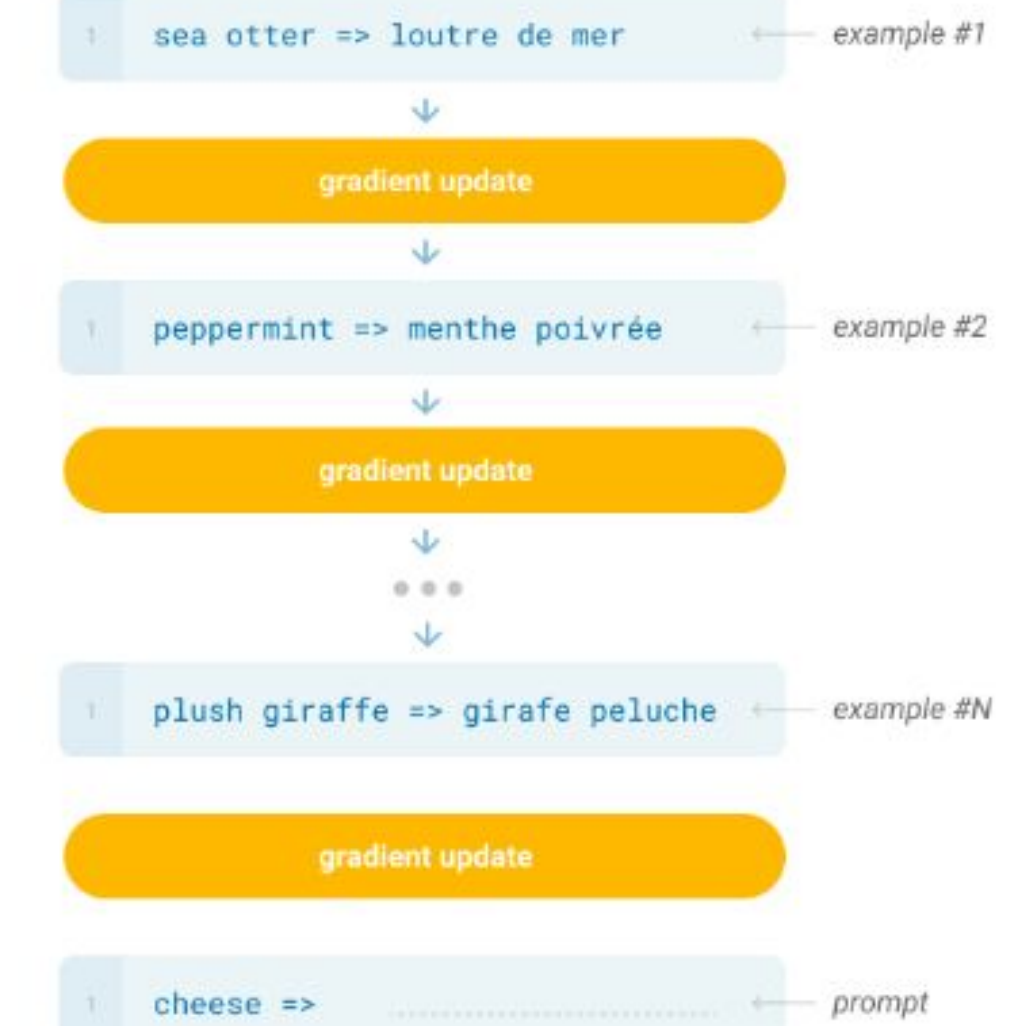 1 sea otter => loutre de mer example #1
gradient update
1 peppermint => menthe poivrée example #2
gradient update
1 plush giraffe => girafe peluche example #N
gradient update
1 cheese => example prompt